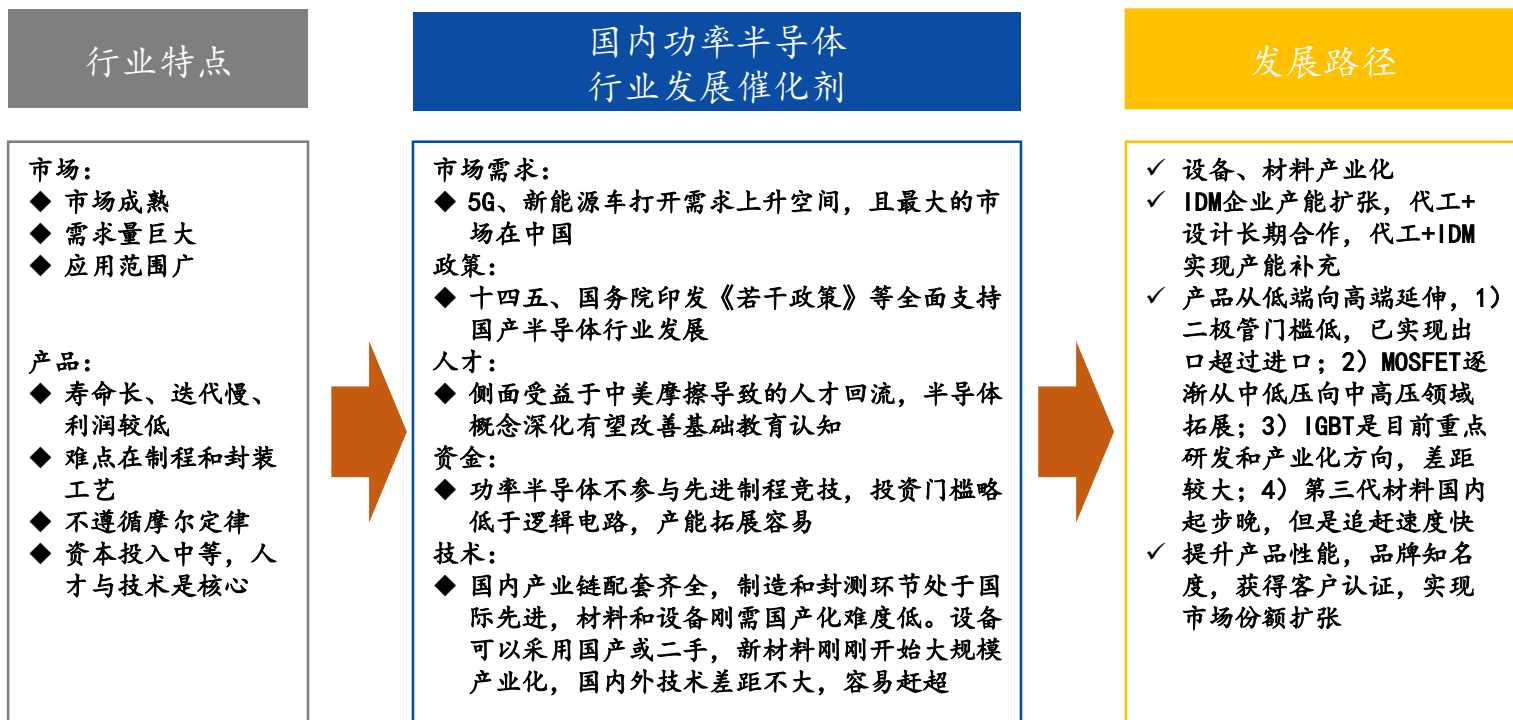 行业特点
市场：
◆ 市场成熟
◆ 需求量巨大
◆ 应用范围广
产品：
◆ 寿命长、迭代慢、
利润较低
◆ 难点在制程和封装
工艺
◆ 不遵循摩尔定律
◆ 资本投入中等，人
才与技术是核心
国内功率半导体
行业发展催化剂
市场需求：
◆ 5G、新能源车打开需求上升空间，且最大的市
场在中国
政策：
◆ 十四五、国务院印发《若干政策》等全面支持
国产半导体行业发展
人才：
◆ 侧面受益于中美摩擦导致的人才回流，半导体
概念深化有望改善基础教育认知
资金：
◆ 功率半导体不参与先进制程竞技，投资门槛略
低于逻辑电路，产能拓展容易
技术：
◆ 国内产业链配套齐全，制造和封测环节处于国
际先进，材料和设备刚需国产化难度低。设备
可以采用国产或二手，新材料刚刚开始大规模
产业化，国内外技术差距不大，容易赶超
发展路径
✓ 设备、材料产业化
✓ IDM企业产能扩张，代工+
设计长期合作，代工+IDM
实现产能补充
✓ 产品从低端向高端延伸，1）
二极管门槛低，已实现出
口超过进口；2）MOSFET逐
渐从中低压向中高压领域
拓展；3）IGBT是目前重点
研发和产业化方向，差距
较大；4）第三代材料国内
起步晚，但是追赶速度快
✓ 提升产品性能，品牌知名
度，获得客户认证，实现
市场份额扩张